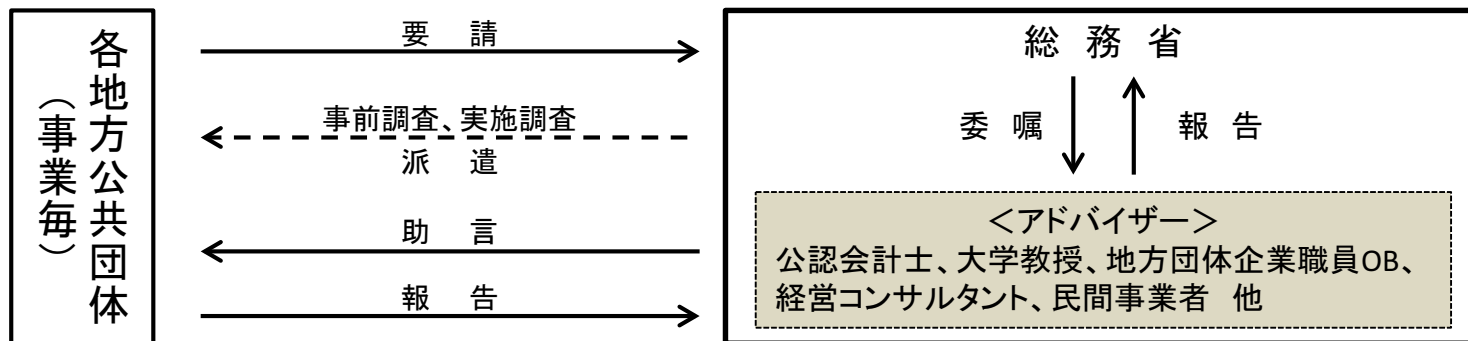 各地方公共団体
（事業毎）
要　請
事前調査、実施調査
派　遣
助　言
報　告
総 務 省
委 嘱
報 告
＜アドバイザー＞
公認会計士、大学教授、地方団体企業職員OB、
経営コンサルタント、民間事業者　他